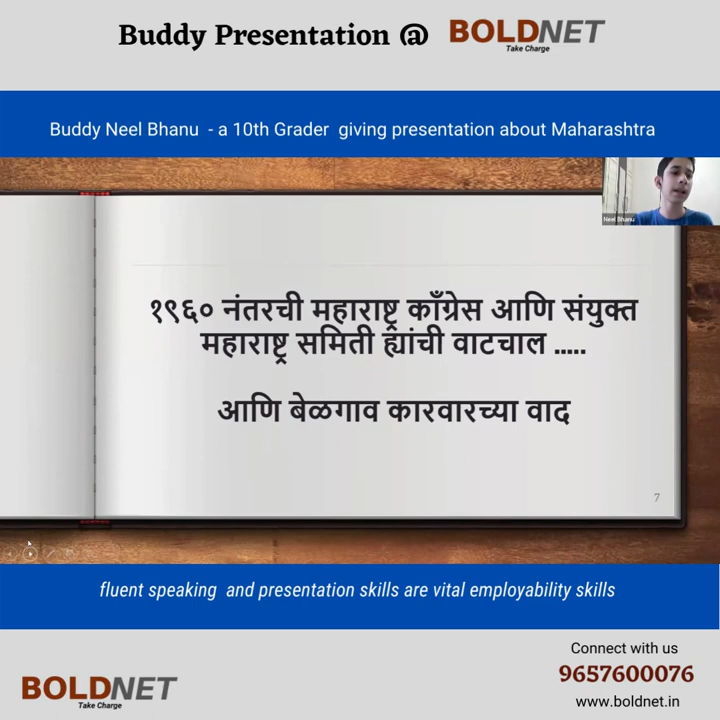 Buddy Presentation @ BOLDNET
Take Charge
Buddy Neel Bhanu - a 10th Grader giving presentation about Maharashtra
Neel Bhanu
१९६० नंतरची महाराष्ट्र काँग्रेस आणि संयुक्त
महाराष्ट्र समिती ह्यांची वाटचाल .....
आणि बेळगाव कारवारच्या वाद
7
fluent speaking and presentation skills are vital employability skills
Connect with us
9657600076
www.boldnet.in
BOLDNET
Take Charge